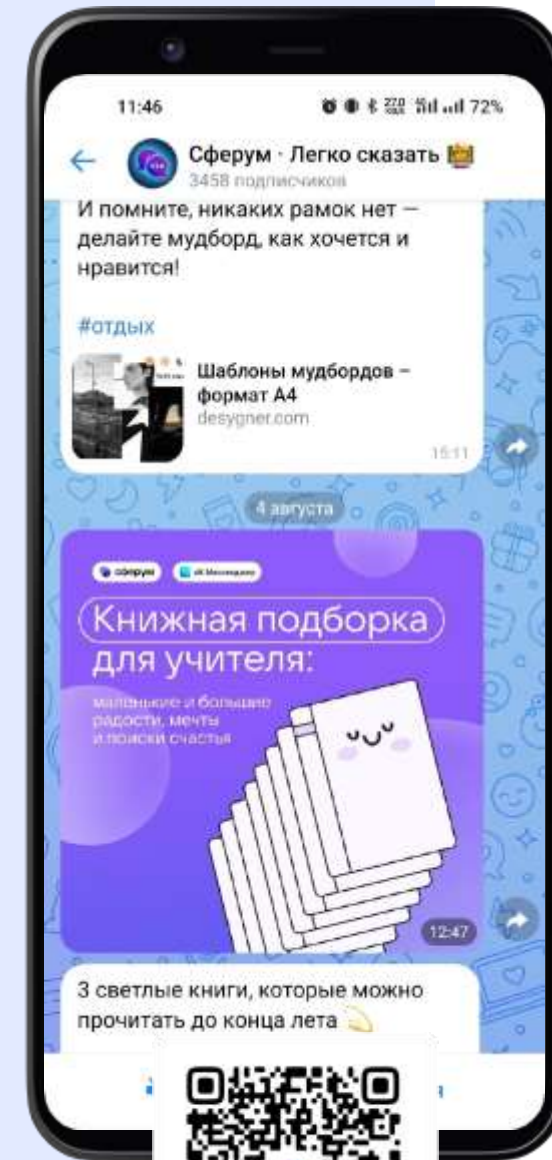 11:46
72%
Сферум · Легко сказать
3458 подписчиков
И помните, никаких рамок нет —
делайте мудборд, как хочется и
нравится!
#отдых
Шаблоны мудбордов –
формат А4
desygner.com
15:11
4 августа
сферум
VK Мессенджер
Книжная подборка
для учителя:
маленькие и большие
радости, мечты
и поиски счастья
12:47
3 светлые книги, которые можно
прочитать до конца лета